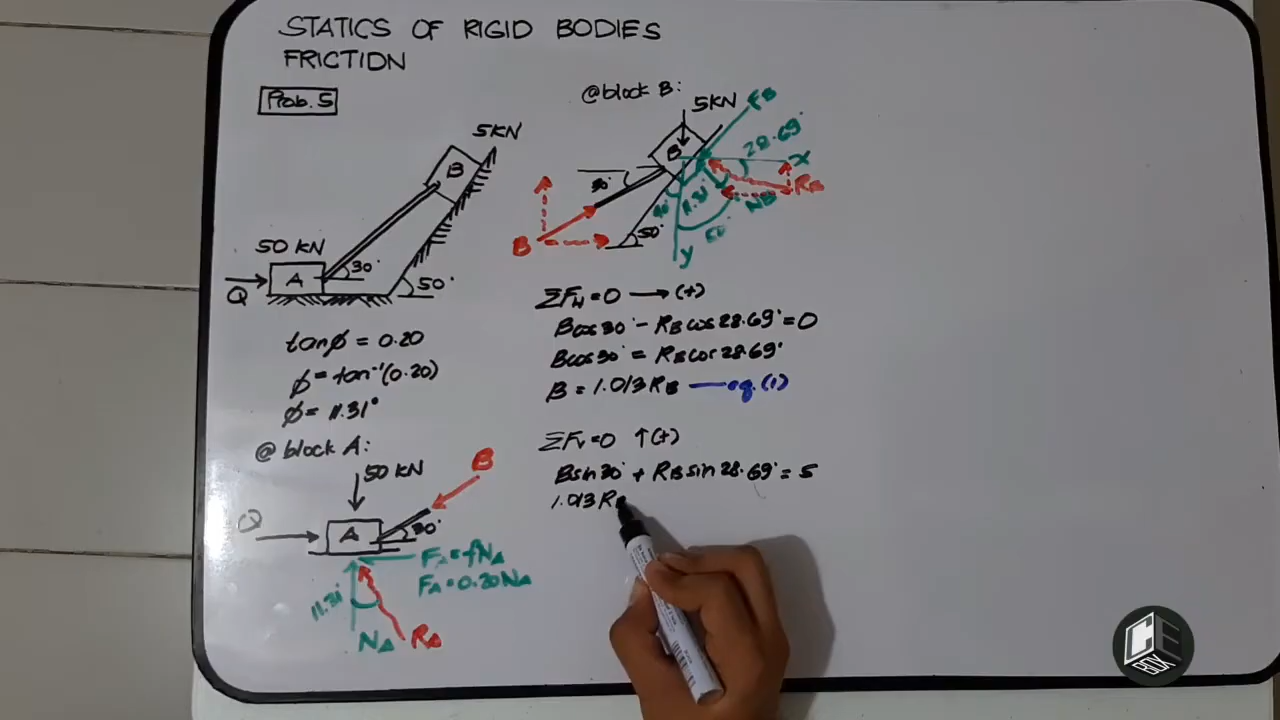 STATICS OF RIGID BODIES
FRICTION
Prob. 5
5KN
B
50 KN
A
30°
50°
Q
tanφ = 0.20
φ = tan⁻¹(0.20)
φ = 11.31°
@ block A:
50 KN
B
Q
A
30°
FA = fNA
FA = 0.20NA
11.31°
NA
RA
@block B:
5KN
FB
B
28.69°
X
30°
RB
NB
40°
11.31°
50°
50°
B
y
ΣFH = 0 → (+)
Bcos30° - RBcos28.69° = 0
Bcos30° = RBcos28.69°
B = 1.013RB — eq.(1)
ΣFV = 0 ↑(+)
Bsin30° + RBsin28.69° = 5
1.013RB
CE
BOX